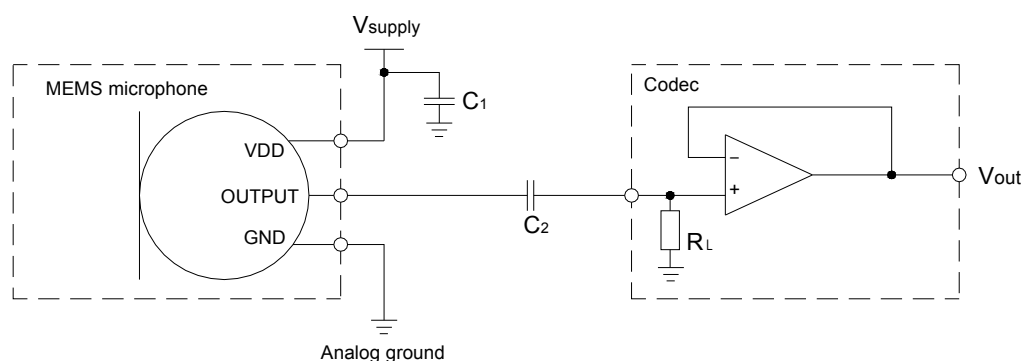 Vsupply
MEMS microphone
Codec
C1
VDD
−
OUTPUT
+
Vout
C2
GND
RL
Analog ground